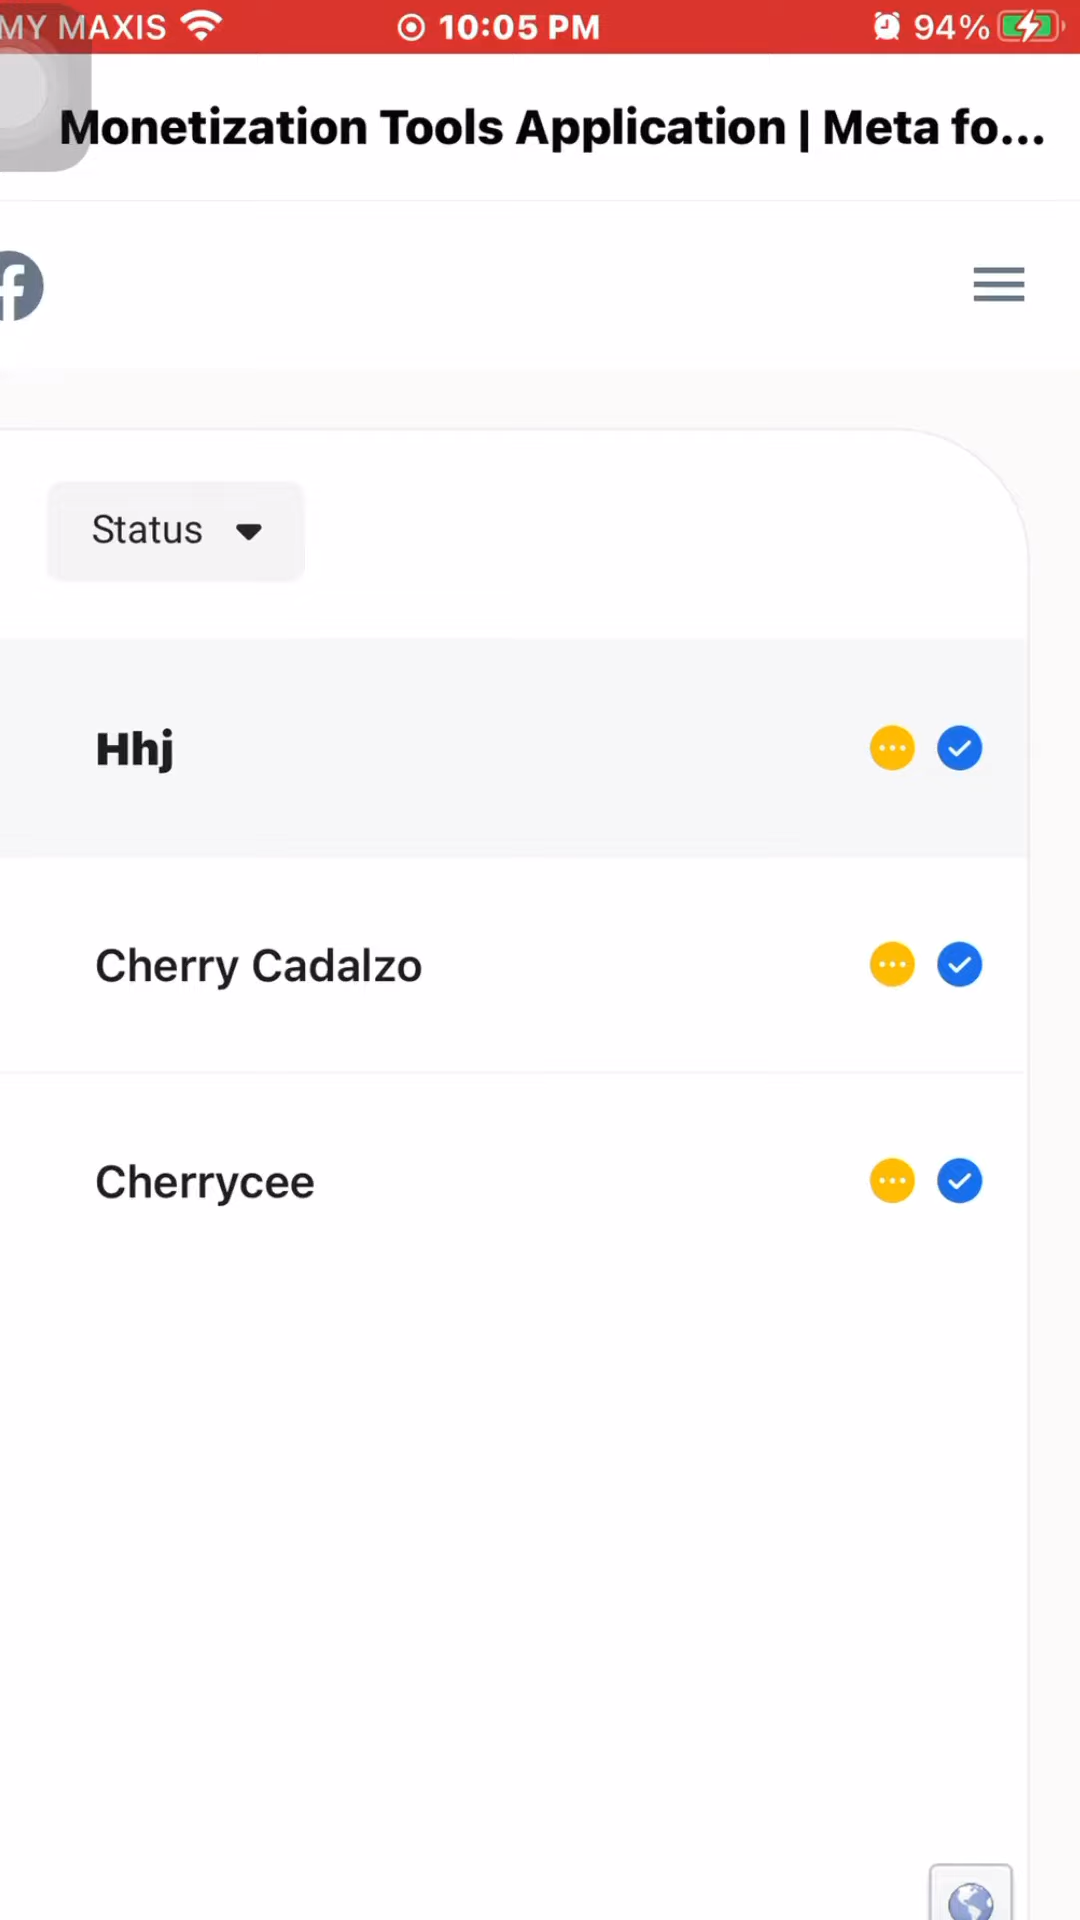 MY MAXIS 10:05 PM 94%
Monetization Tools Application | Meta fo...
Status
Hhj
Cherry Cadalzo
Cherrycee